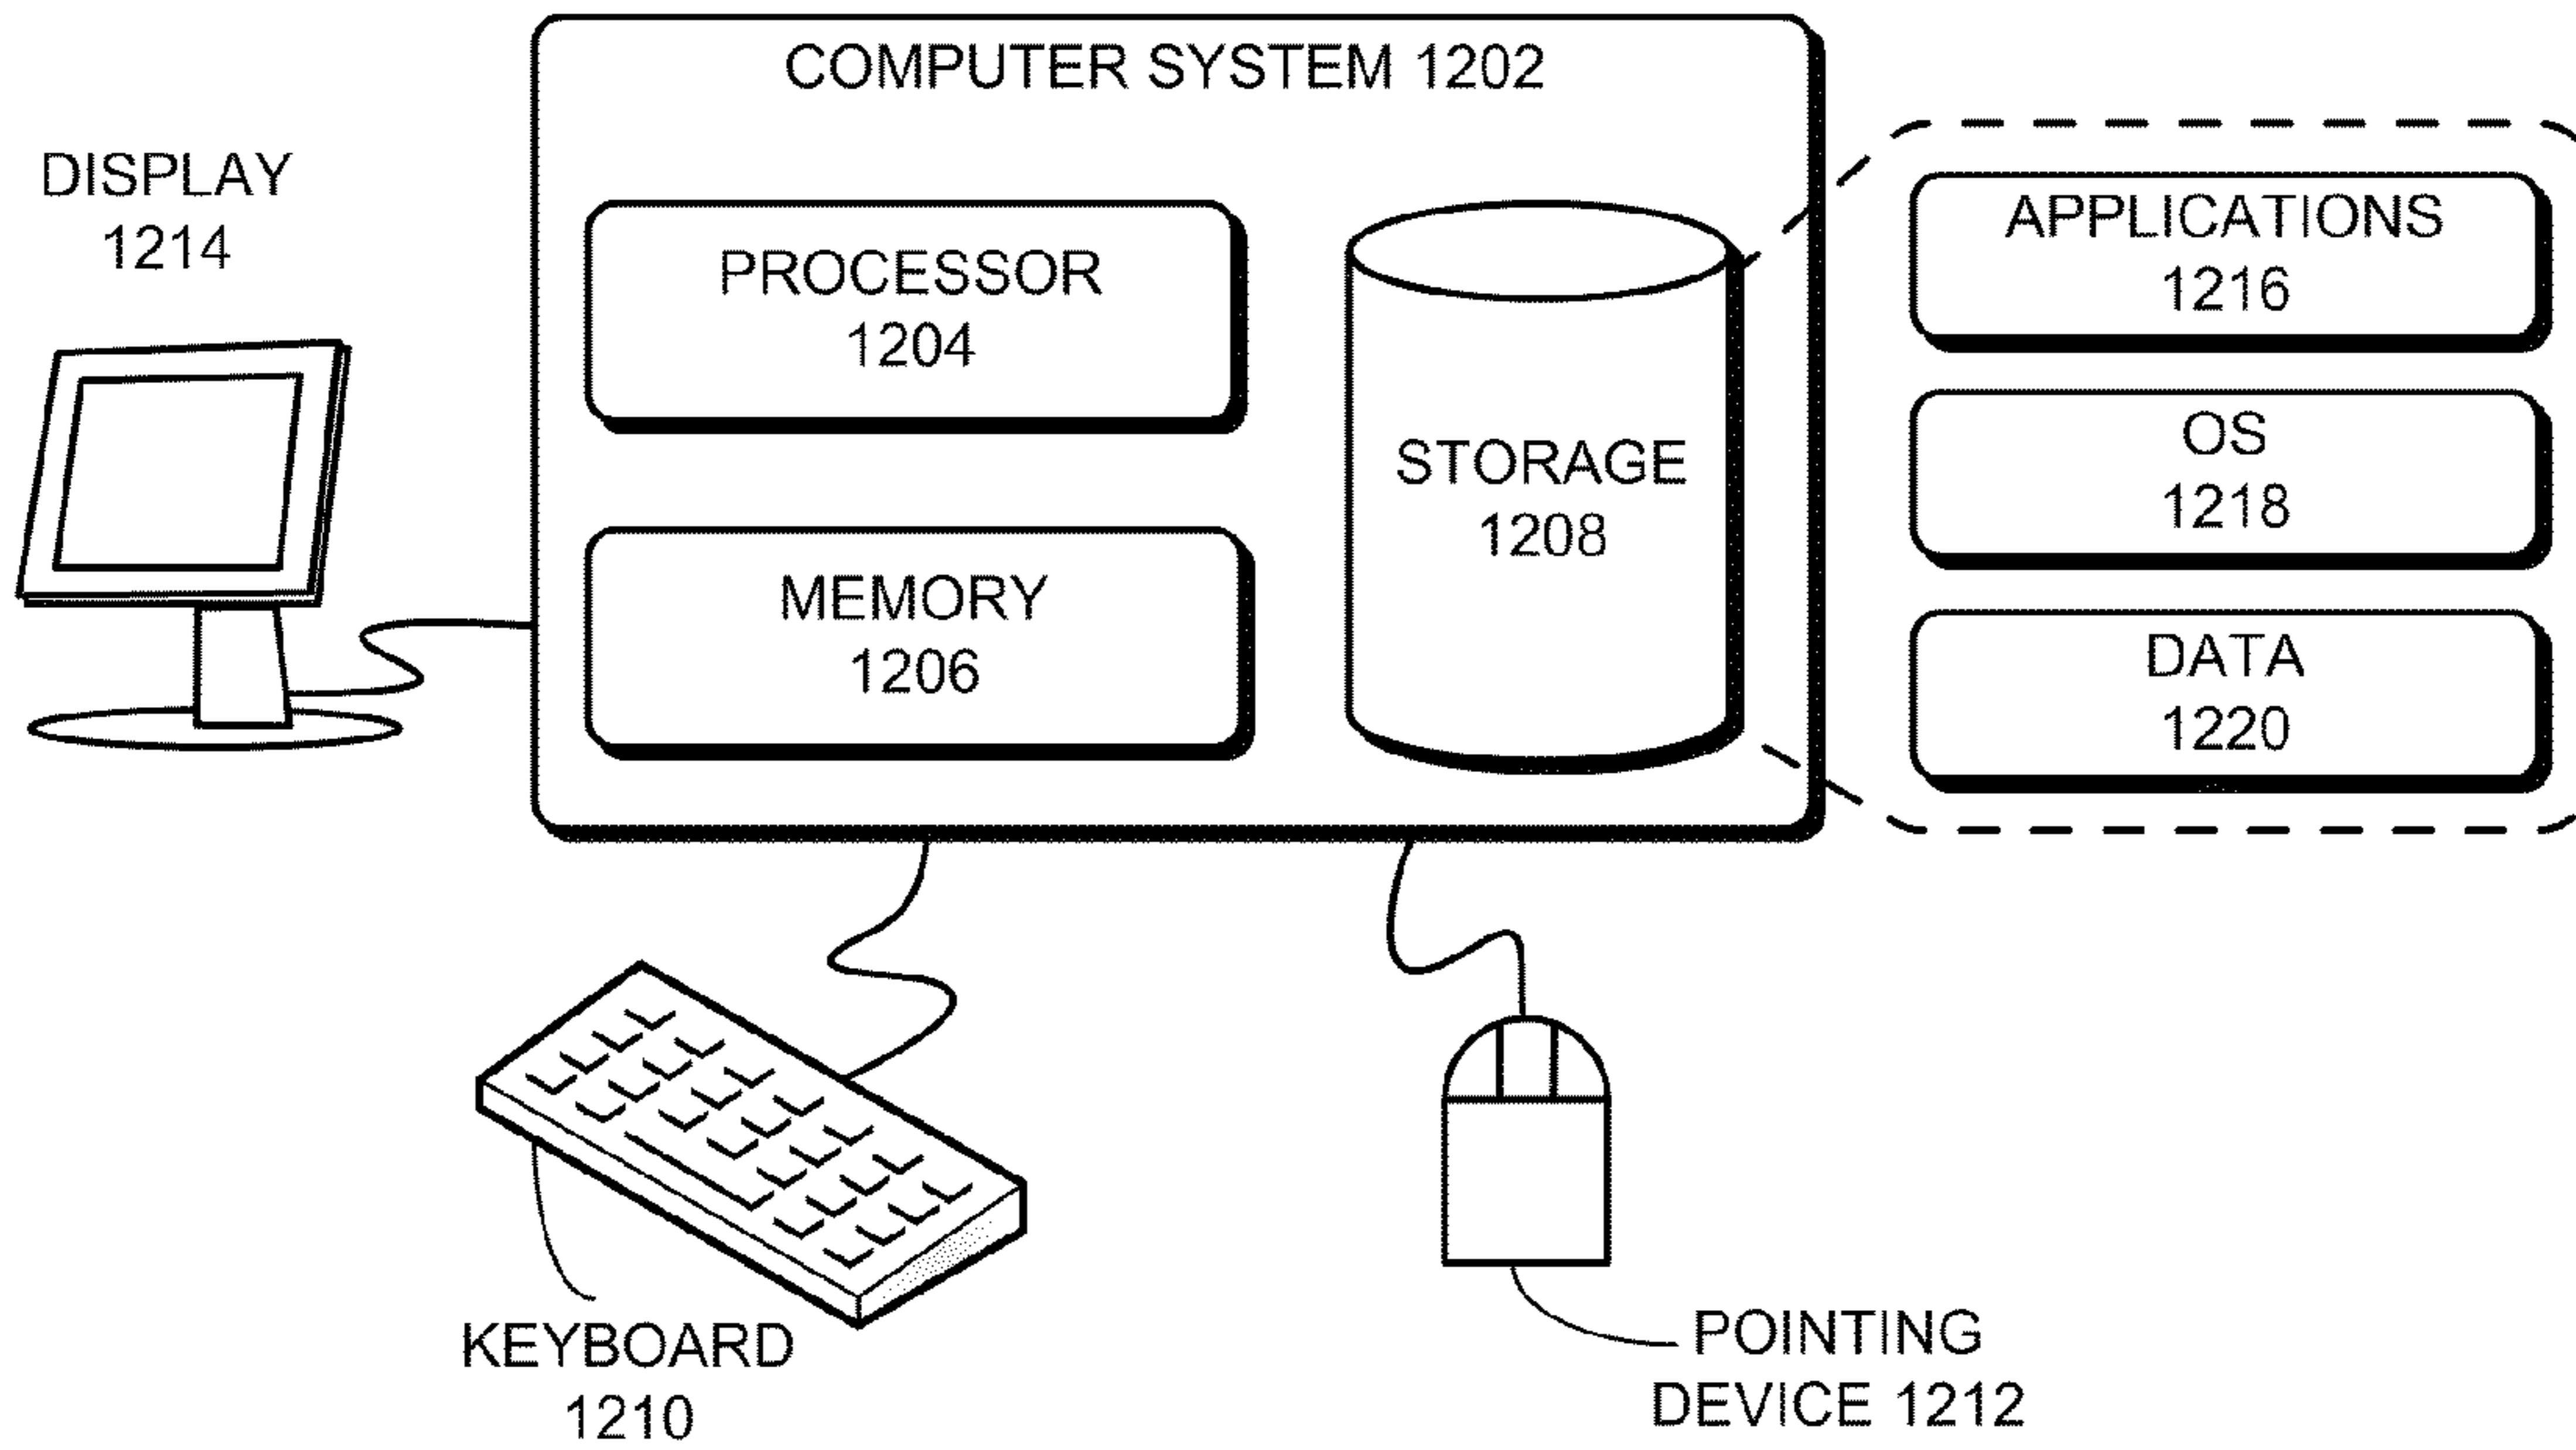 COMPUTER SYSTEM 1202
DISPLAY
1214
PROCESSOR
1204
MEMORY
1206
STORAGE
1208
APPLICATIONS
1216
OS
1218
DATA
1220
KEYBOARD
1210
POINTING
DEVICE 1212